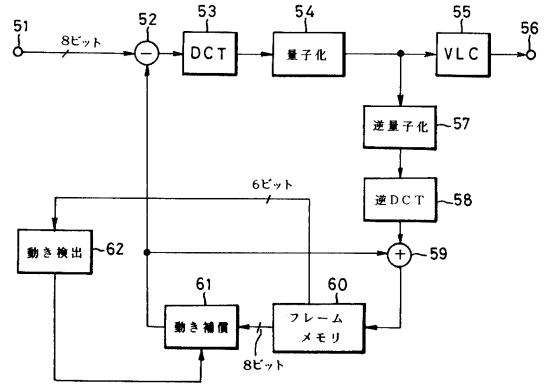 51
8ビット
52
−
53
DCT
54
量子化
55
VLC
56
逆量子化
57
逆DCT
58
6ビット
動き検出
62
+
59
61
動き補償
60
フレーム
メモリ
8ビット